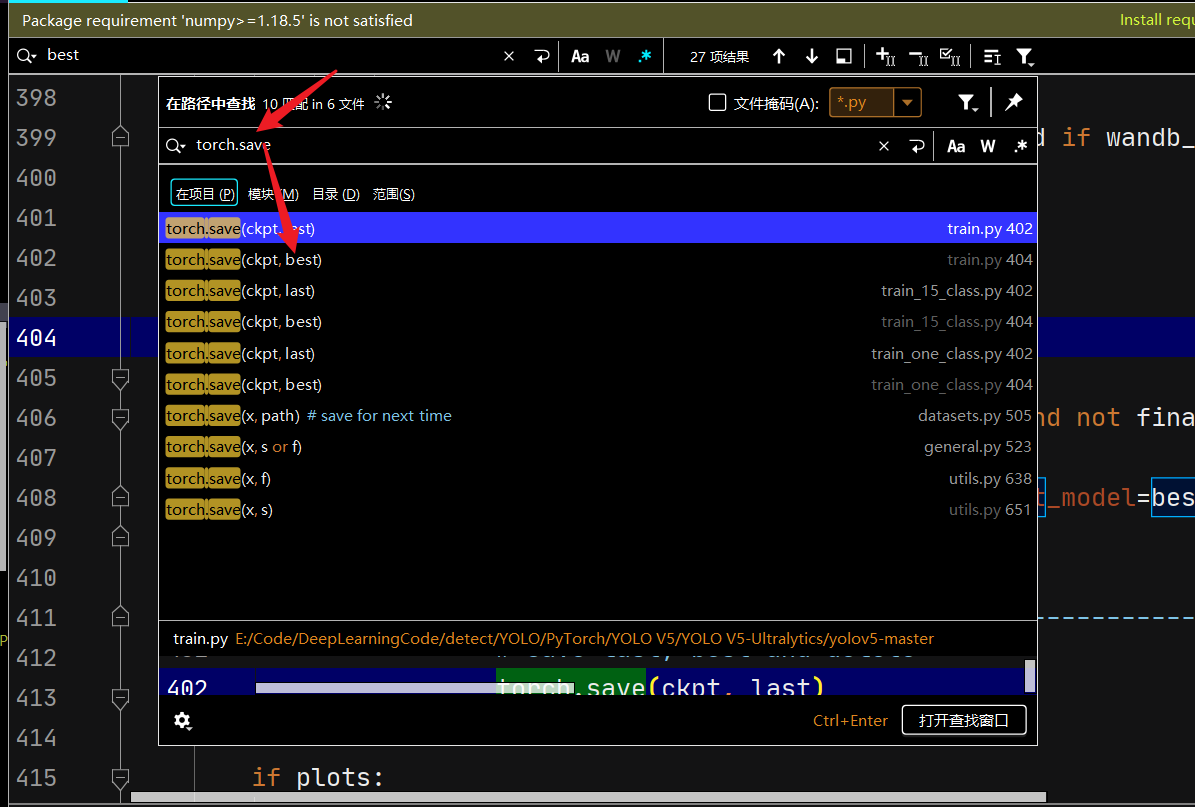 Package requirement 'numpy>=1.18.5' is not satisfied Install requ
best Aa W .* 27 项结果
398
在路径中查找 10 匹配 in 6 文件 文件掩码(A): *.py
399 d if wandb_
torch.save Aa W .*
400
在项目 (P) 模块 (M) 目录 (D) 范围(S)
401
torch.save(ckpt, last) train.py 402
402
torch.save(ckpt, best) train.py 404
403
torch.save(ckpt, last) train_15_class.py 402
torch.save(ckpt, best) train_15_class.py 404
404
torch.save(ckpt, last) train_one_class.py 402
405
torch.save(ckpt, best) train_one_class.py 404
406 nd not fina
torch.save(x, path) # save for next time datasets.py 505
torch.save(x, s or f) general.py 523
407
torch.save(x, f) utils.py 638
408 t_model=bes
torch.save(x, s) utils.py 651
409
410
411
train.py E:/Code/DeepLearningCode/detect/YOLO/PyTorch/YOLO V5/YOLO V5-Ultralytics/yolov5-master
412
402 torch.save(ckpt, last)
413
Ctrl+Enter 打开查找窗口
414
415 if plots: